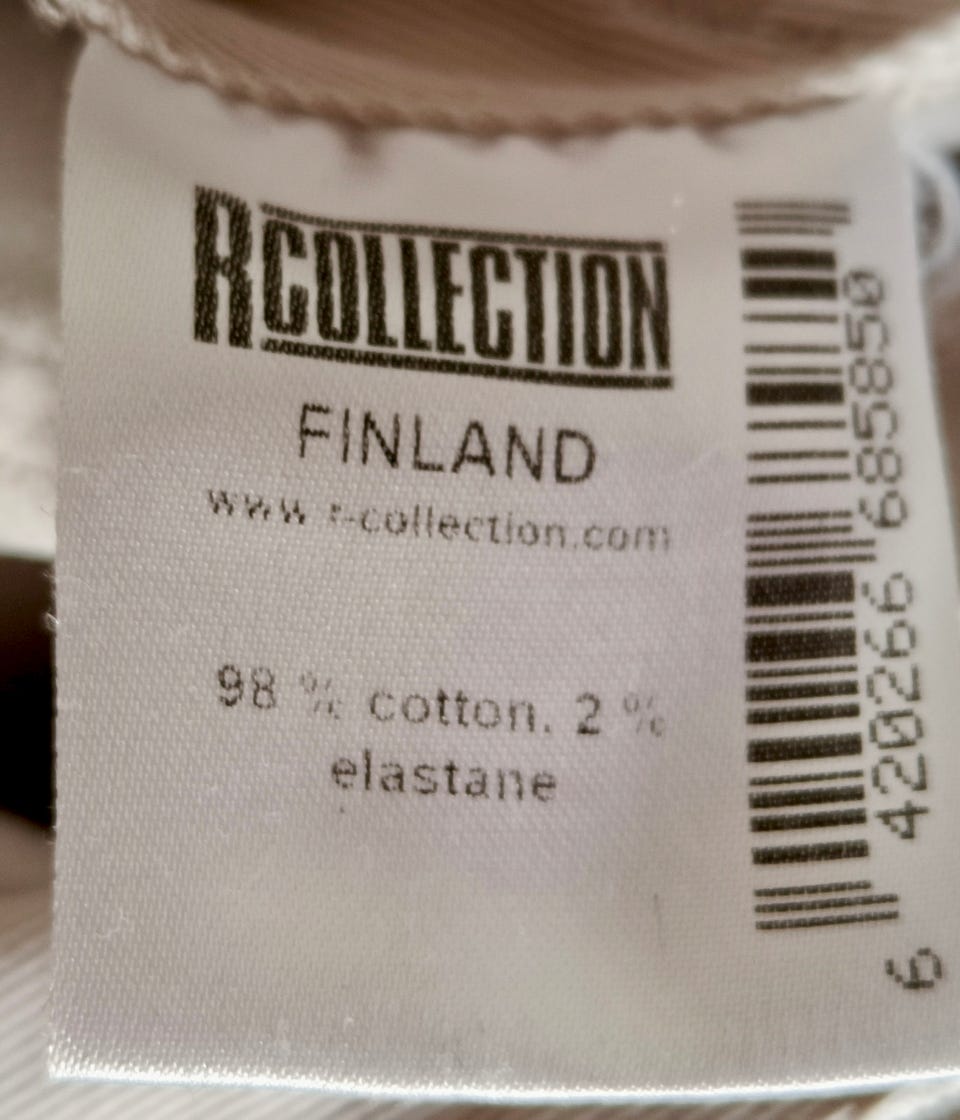 RCOLLECTION
FINLAND
www.r-collection.com
98 % cotton. 2 %
elastane
6 420266 685850